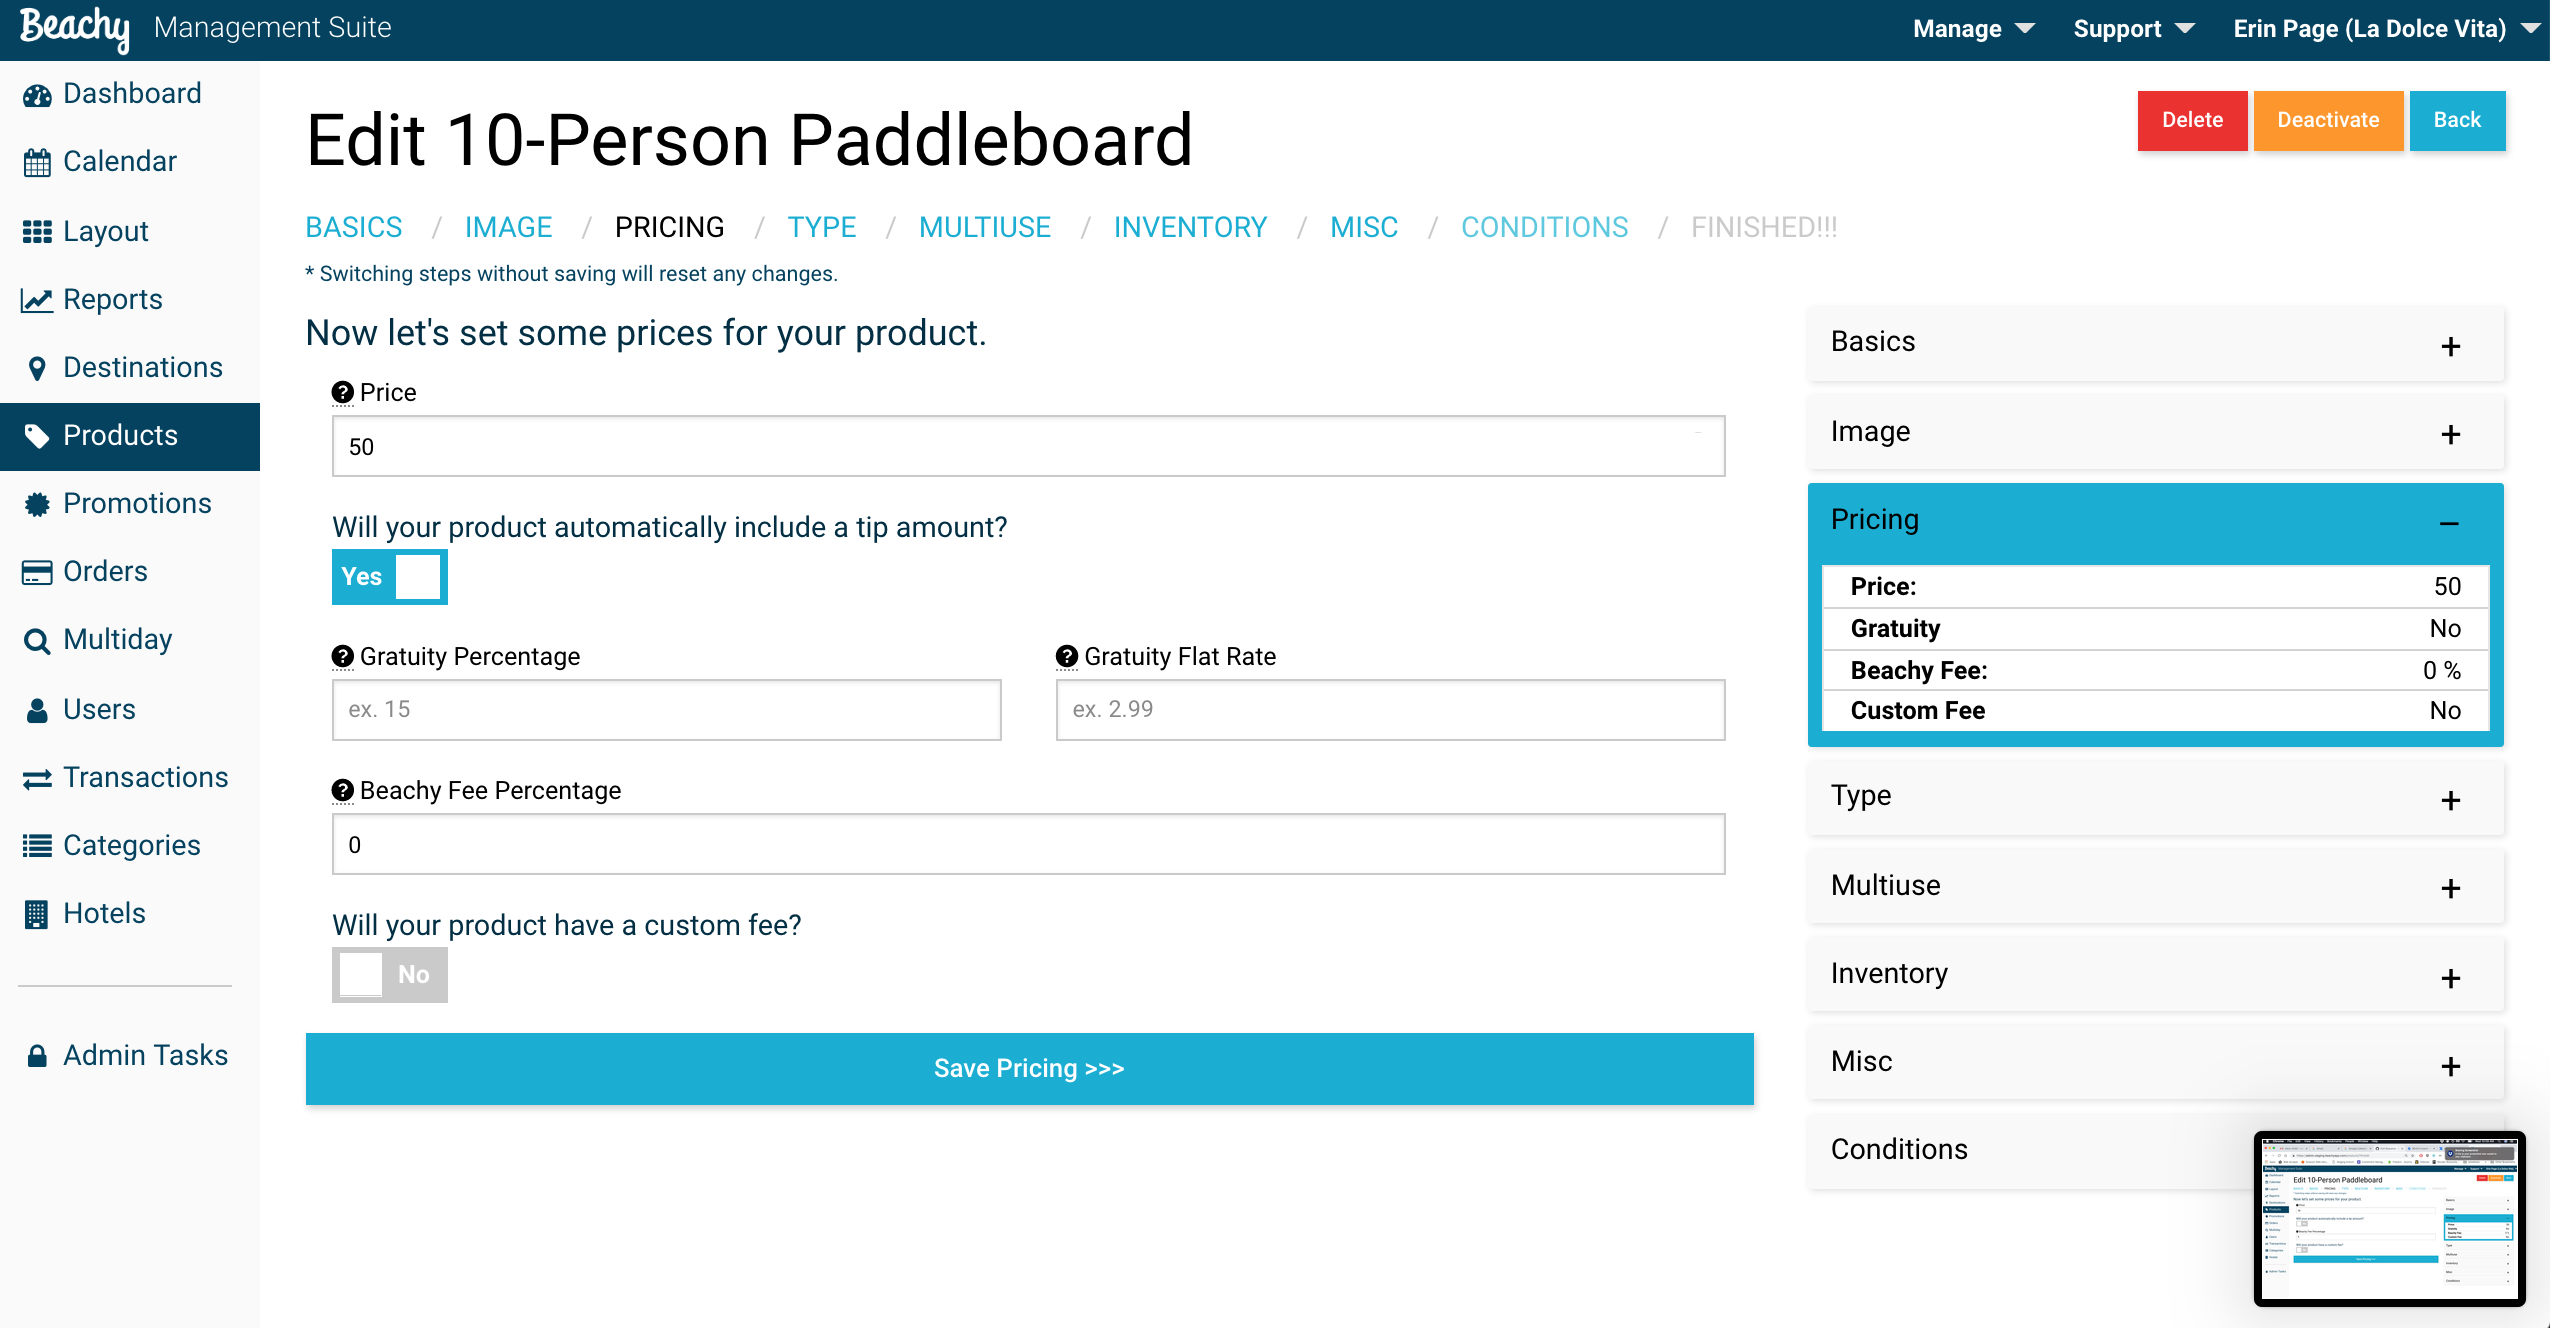 Beachy Management Suite
Manage Support Erin Page (La Dolce Vita)
Dashboard
Calendar
Layout
Reports
Destinations
Products
Promotions
Orders
Multiday
Users
Transactions
Categories
Hotels
Admin Tasks
Edit 10-Person Paddleboard
Delete Deactivate Back
BASICS / IMAGE / PRICING / TYPE / MULTIUSE / INVENTORY / MISC / CONDITIONS / FINISHED!!!
* Switching steps without saving will reset any changes.
Now let's set some prices for your product.
? Price
50
Will your product automatically include a tip amount?
Yes
? Gratuity Percentage
ex. 15
? Gratuity Flat Rate
ex. 2.99
? Beachy Fee Percentage
0
Will your product have a custom fee?
No
Save Pricing >>>
Basics +
Image +
Pricing –
Price: 50
Gratuity No
Beachy Fee: 0 %
Custom Fee No
Type +
Multiuse +
Inventory +
Misc +
Conditions
Edit 10-Person Paddleboard